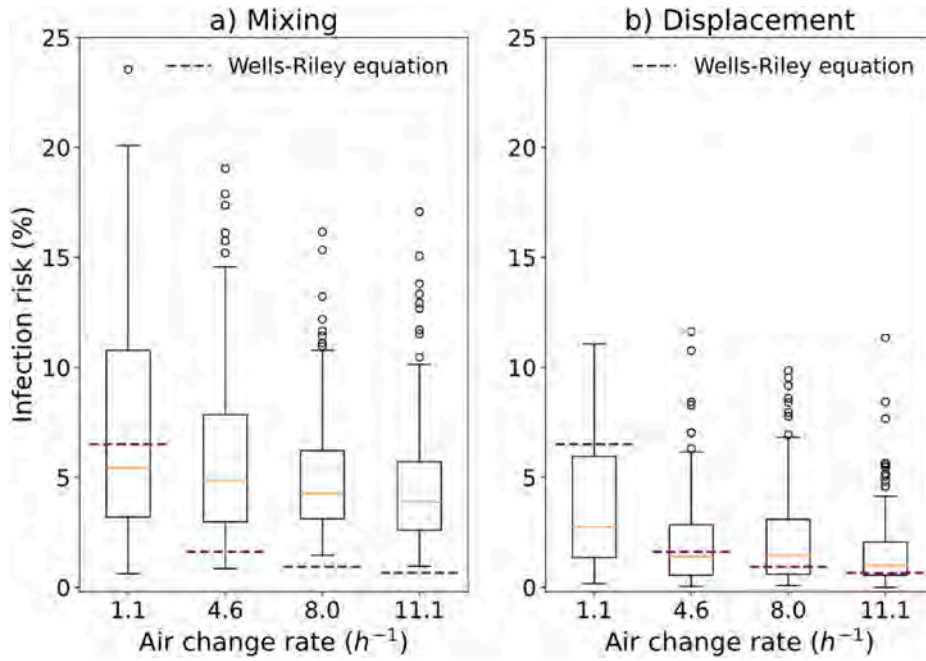 a) Mixing
b) Displacement
25
20
15
10
5
0
Infection risk (%)
Wells-Riley equation
1.1
4.6
8.0
11.1
Air change rate (h⁻¹)
25
20
15
10
5
0
Wells-Riley equation
1.1
4.6
8.0
11.1
Air change rate (h⁻¹)